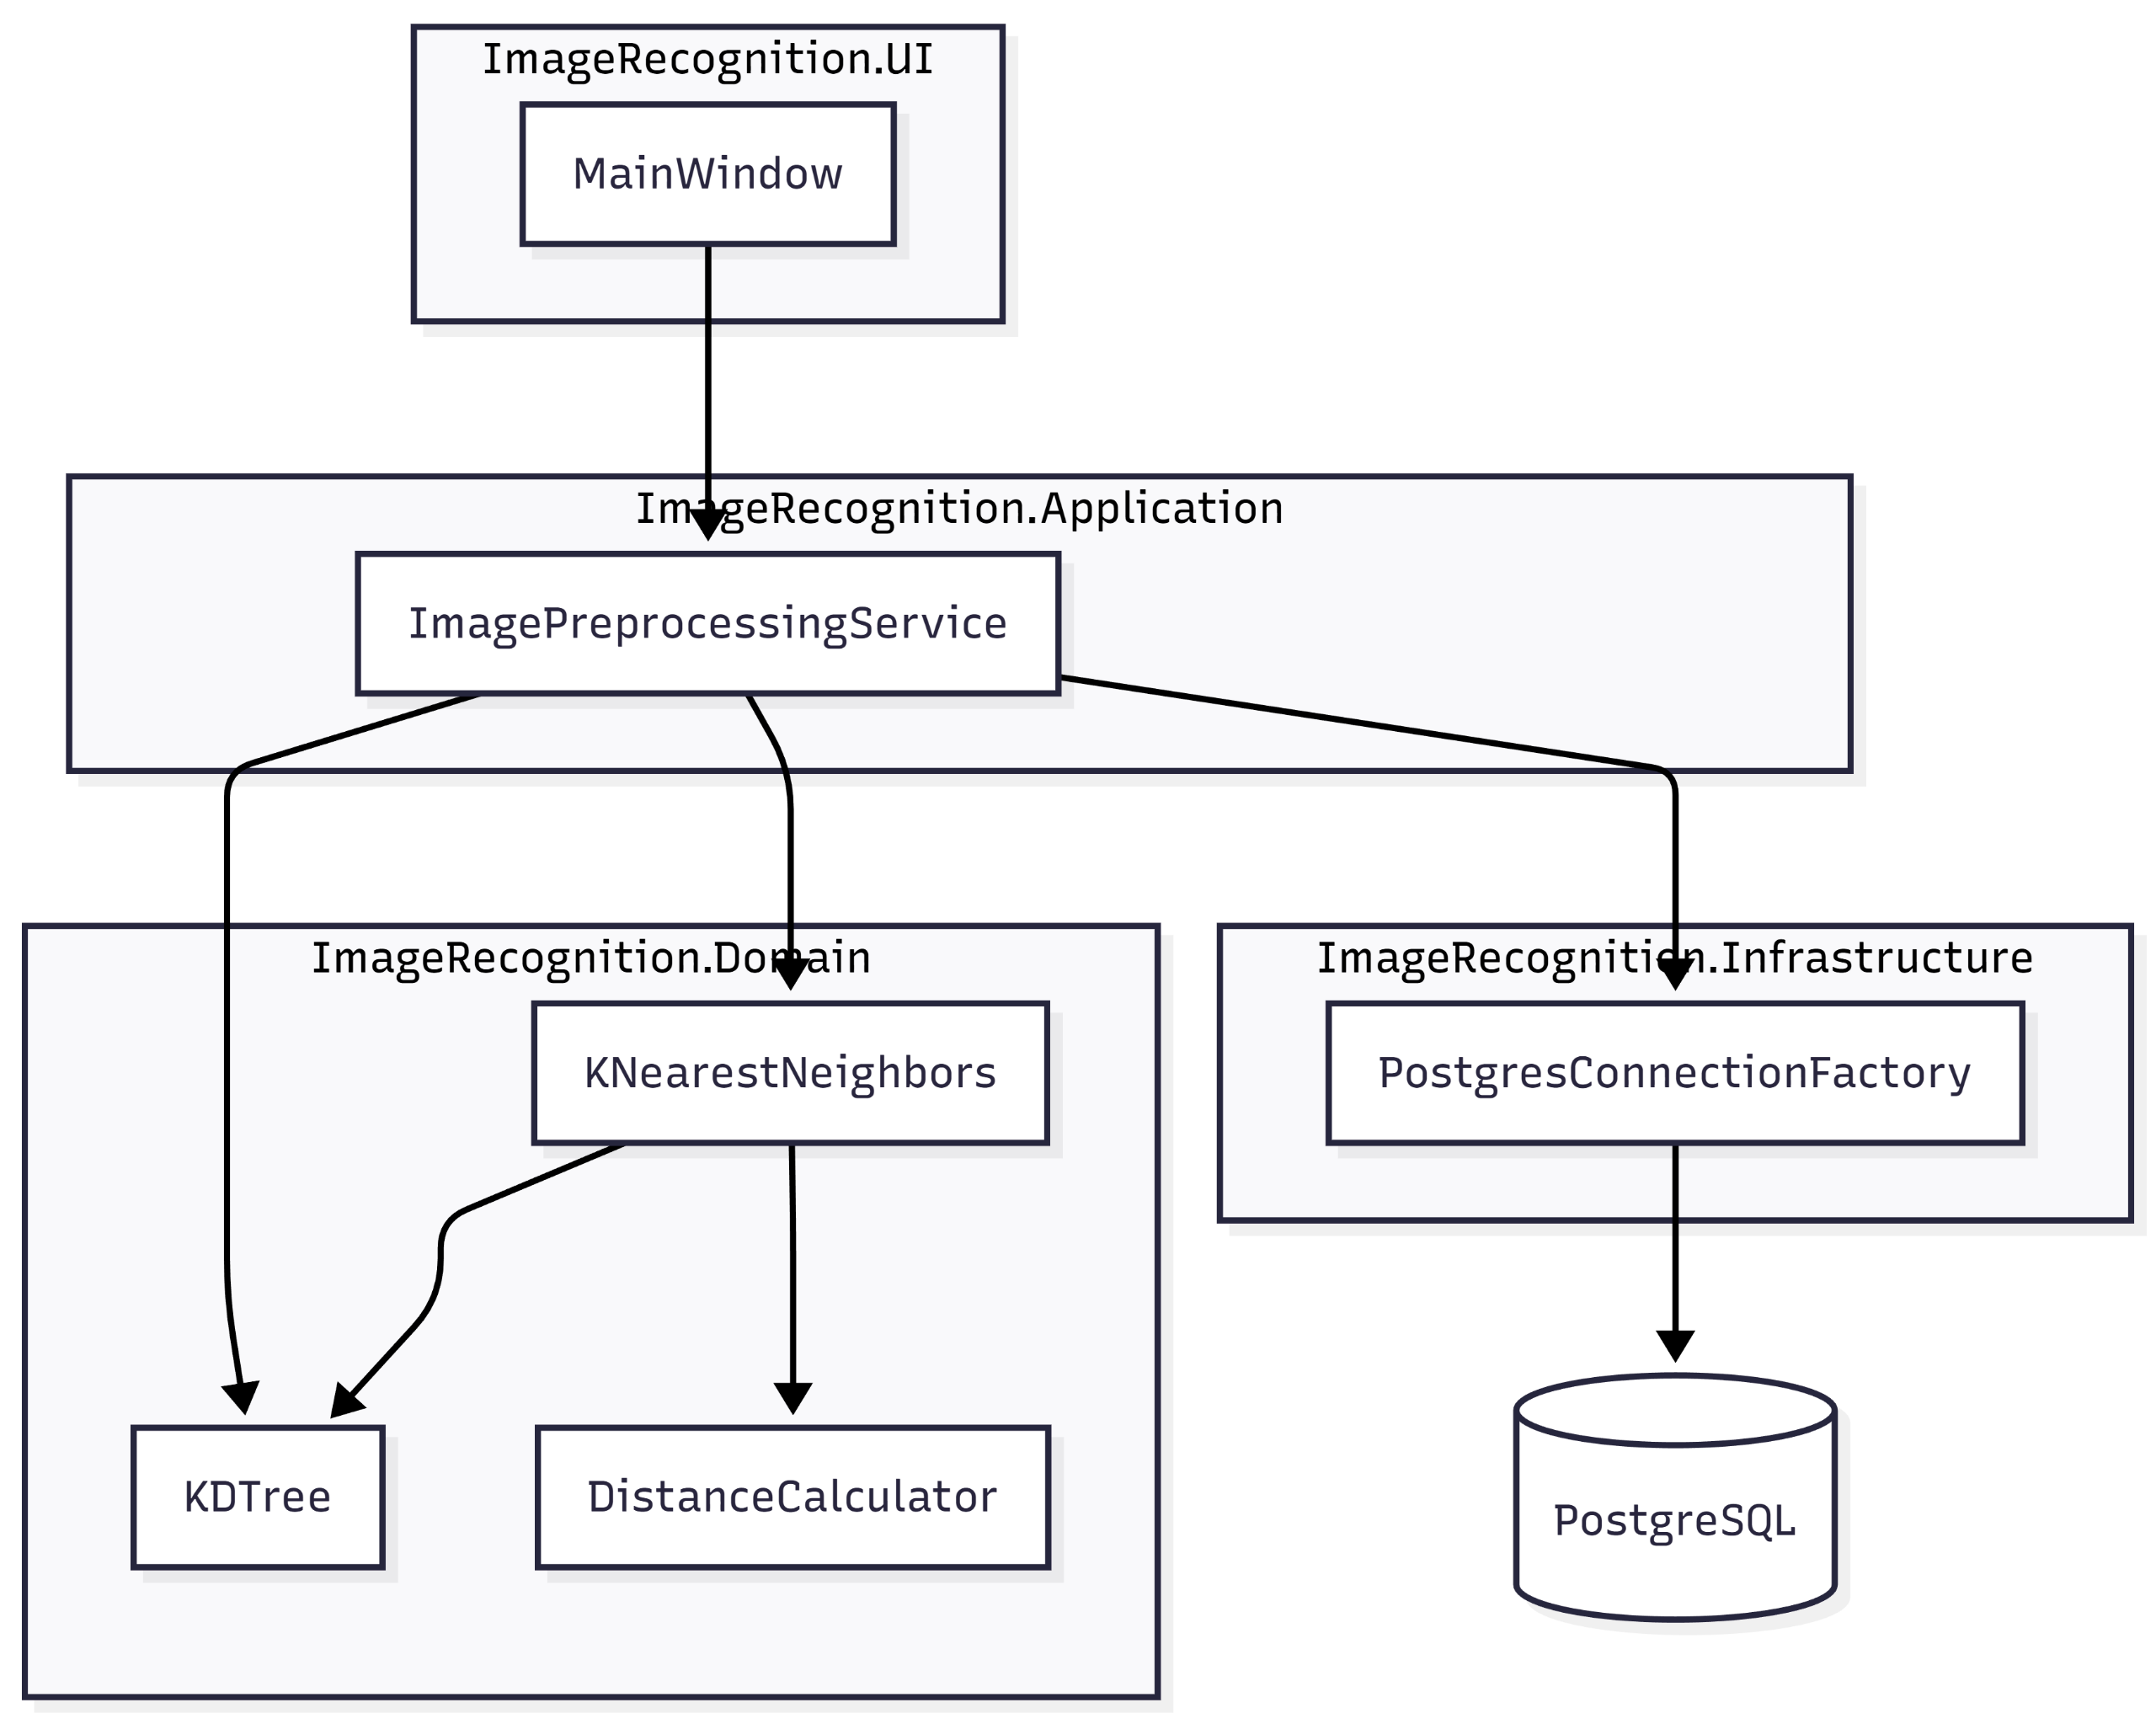 ImageRecognition.UI
MainWindow
ImageRecognition.Application
ImagePreprocessingService
ImageRecognition.Domain
ImageRecognition.Infrastructure
KNearestNeighbors
PostgresConnectionFactory
KDTree
DistanceCalculator
PostgreSQL